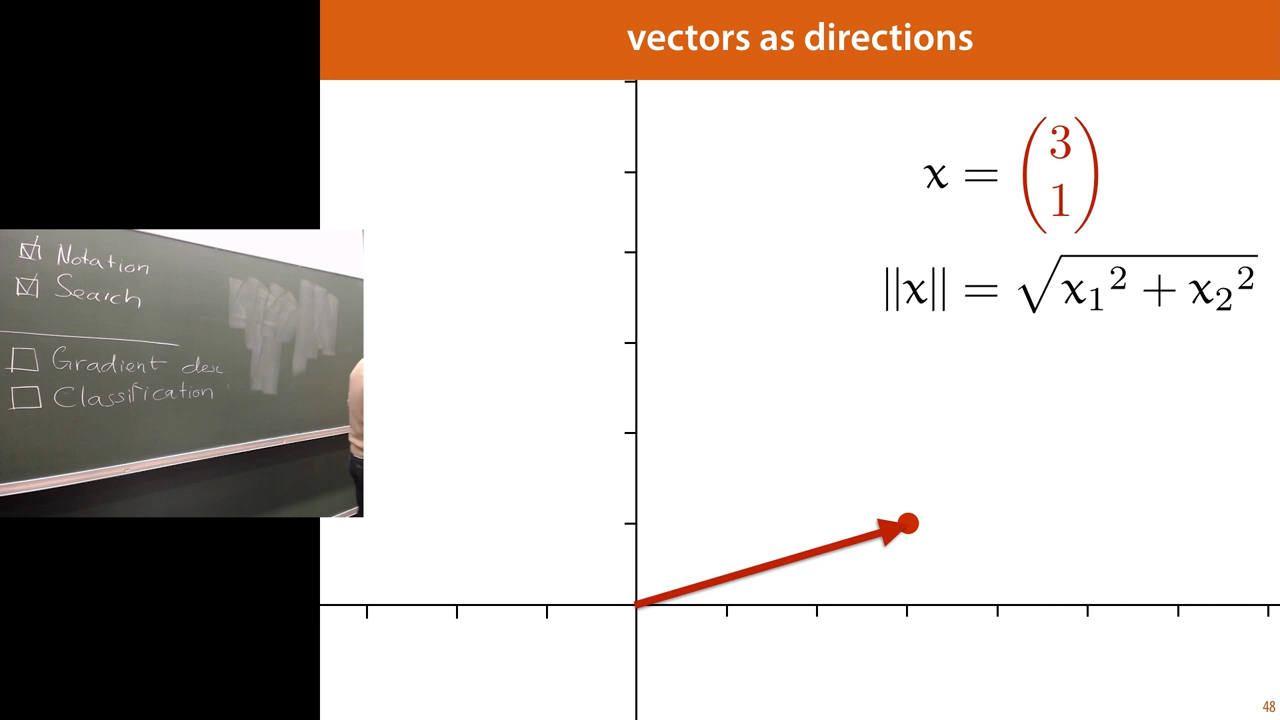 vectors as directions
x = (3 1)
||x|| = √(x₁² + x₂²)
Notation
Search
Gradient desc
Classification
48